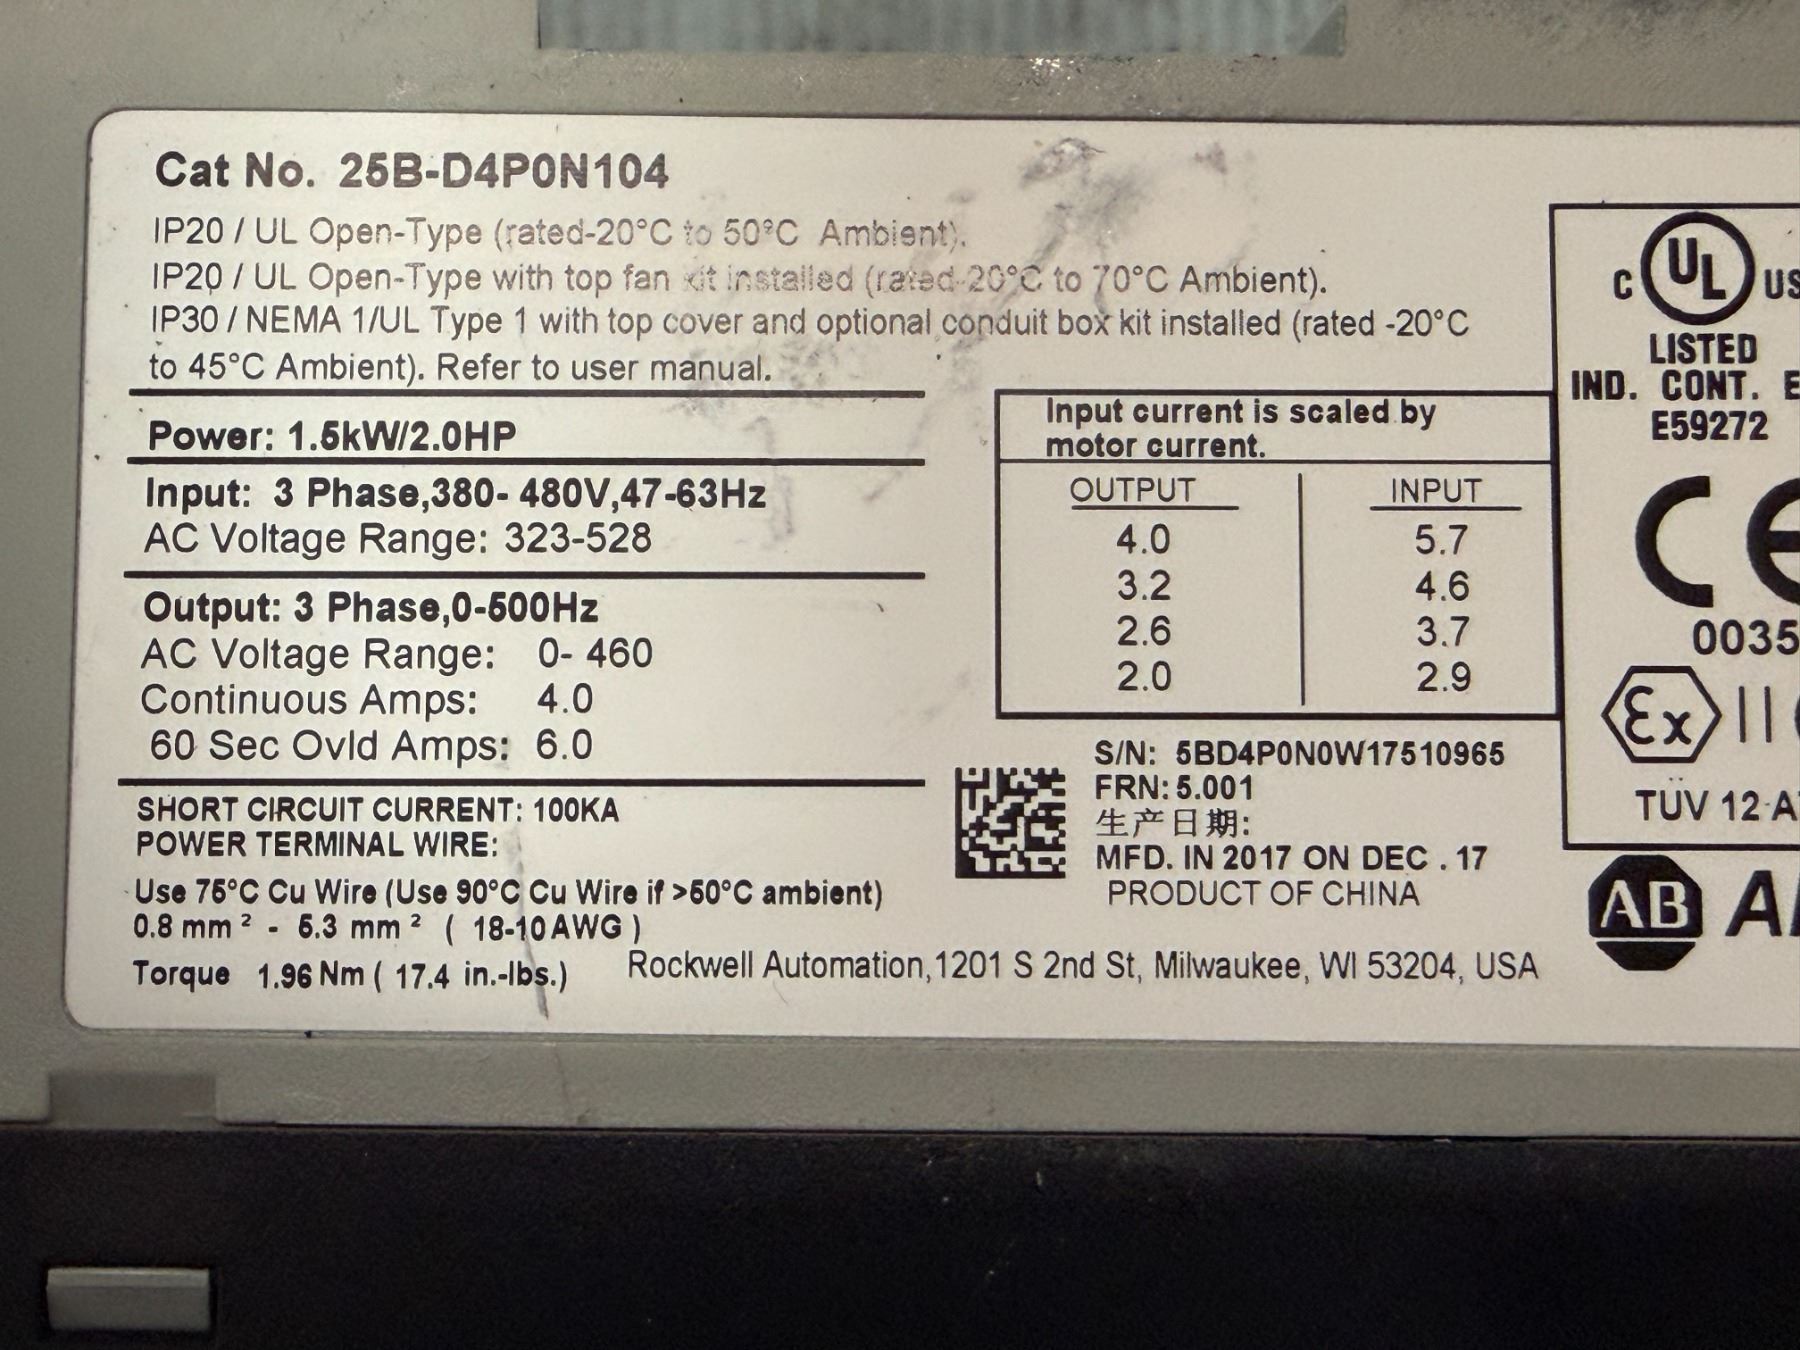 Cat No. 25B-D4P0N104
IP20 / UL Open-Type (rated-20°C to 50°C Ambient).
IP20 / UL Open-Type with top fan kit installed (rated-20°C to 70°C Ambient).
IP30 / NEMA 1/UL Type 1 with top cover and optional conduit box kit installed (rated -20°C
to 45°C Ambient). Refer to user manual.
Power: 1.5kW/2.0HP
Input: 3 Phase,380- 480V,47-63Hz
AC Voltage Range: 323-528
Output: 3 Phase,0-500Hz
AC Voltage Range: 0- 460
Continuous Amps: 4.0
60 Sec Ovld Amps: 6.0
SHORT CIRCUIT CURRENT: 100KA
POWER TERMINAL WIRE:
Use 75°C Cu Wire (Use 90°C Cu Wire if >50°C ambient)
0.8 mm² - 5.3 mm² ( 18-10 AWG )
Torque 1.96 Nm ( 17.4 in.-lbs.)
Input current is scaled by
motor current.
OUTPUT INPUT
4.0 5.7
3.2 4.6
2.6 3.7
2.0 2.9
S/N: 5BD4P0N0W17510965
FRN: 5.001
生产日期:
MFD. IN 2017 ON DEC . 17
PRODUCT OF CHINA
Rockwell Automation,1201 S 2nd St, Milwaukee, WI 53204, USA
C UL US
LISTED
IND. CONT. E
E59272
CE
0035
Ex II
TÜV 12 A
AB A